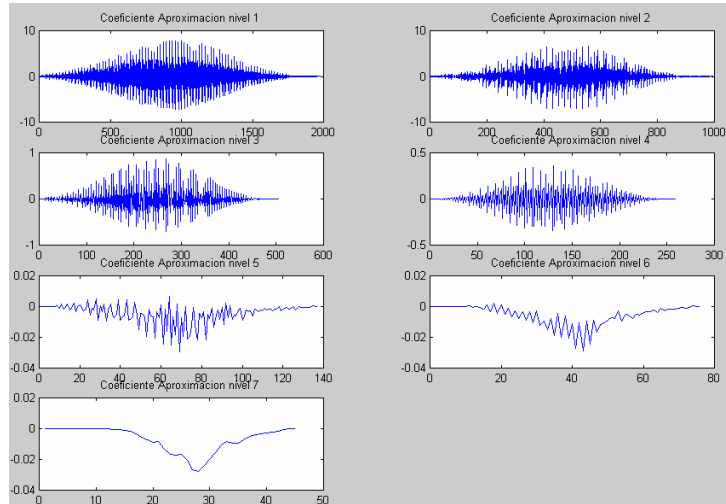 Coeficiente Aproximacion nivel 1
10
0
-10
0 500 1000 1500 2000
Coeficiente Aproximacion nivel 2
10
0
-10
0 200 400 600 800 1000
Coeficiente Aproximacion nivel 3
1
0
-1
0 100 200 300 400 500 600
Coeficiente Aproximacion nivel 4
0.5
0
-0.5
0 50 100 150 200 250 300
Coeficiente Aproximacion nivel 5
0.02
0
-0.02
-0.04
0 20 40 60 80 100 120 140
Coeficiente Aproximacion nivel 6
0.02
0
-0.02
-0.04
0 20 40 60 80
Coeficiente Aproximacion nivel 7
0.02
0
-0.02
-0.04
0 10 20 30 40 50